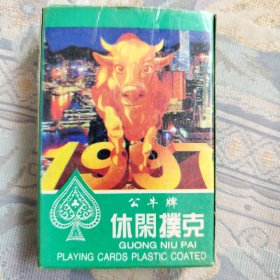 1997
公牛牌
休閑撲克
GUONG NIU PAI
PLAYING CARDS PLASTIC COATED